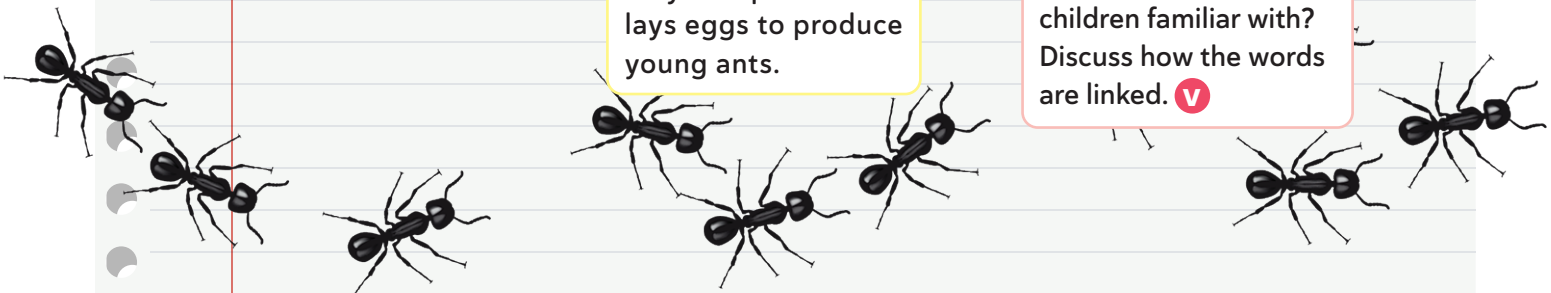 lays eggs to produce
young ants.
children familiar with?
Discuss how the words
are linked. V